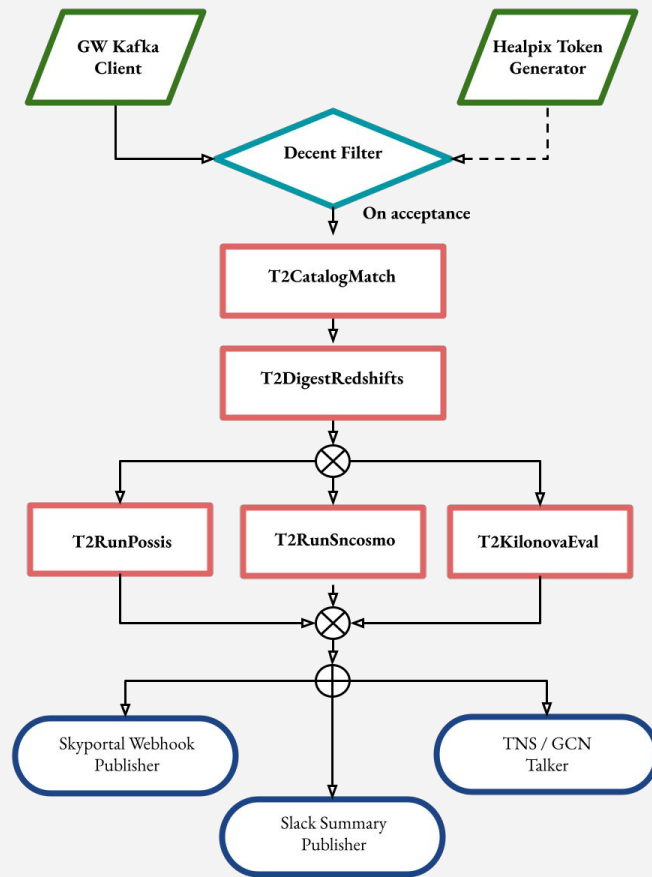 GW Kafka
Client
Healpix Token
Generator
Decent Filter
On acceptance
T2CatalogMatch
T2DigestRedshifts
T2RunPossis
T2RunSncosmo
T2KilonovaEval
Skyportal Webhook
Publisher
TNS / GCN
Talker
Slack Summary
Publisher